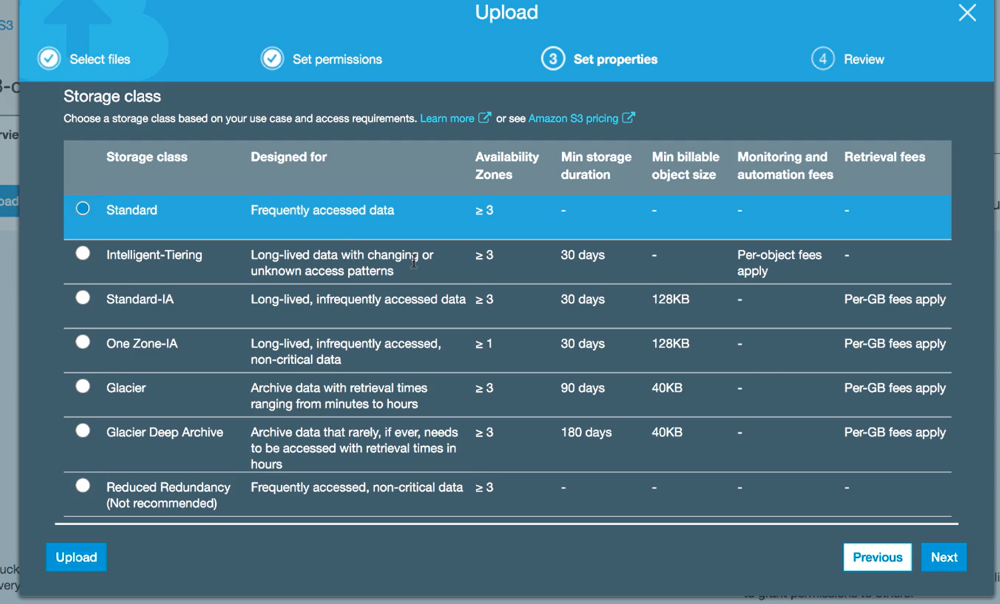 Upload
S3
Select files
Set permissions
3 Set properties
4 Review
Storage class
Choose a storage class based on your use case and access requirements. Learn more or see Amazon S3 pricing
Storage class Designed for Availability Zones Min storage duration Min billable object size Monitoring and automation fees Retrieval fees
Standard Frequently accessed data ≥ 3 - - - -
Intelligent-Tiering Long-lived data with changing or ≥ 3 30 days - Per-object fees -
unknown access patterns apply
Standard-IA Long-lived, infrequently accessed data ≥ 3 30 days 128KB - Per-GB fees apply
One Zone-IA Long-lived, infrequently accessed, ≥ 1 30 days 128KB - Per-GB fees apply
non-critical data
Glacier Archive data with retrieval times ≥ 3 90 days 40KB - Per-GB fees apply
ranging from minutes to hours
Glacier Deep Archive Archive data that rarely, if ever, needs ≥ 3 180 days 40KB - Per-GB fees apply
to be accessed with retrieval times in
hours
Reduced Redundancy Frequently accessed, non-critical data ≥ 3 - - - -
(Not recommended)
Upload Previous Next
to grant permissions to others.